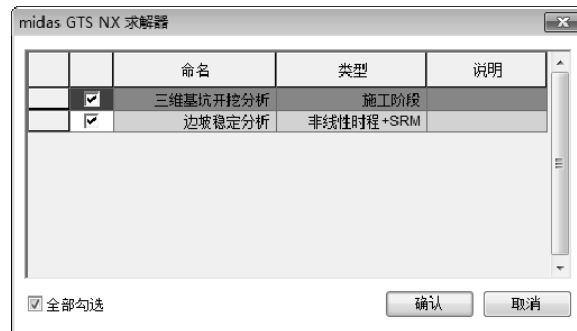 midas GTS NX 求解器
命名 类型 说明
三维基坑开挖分析 施工阶段
边坡稳定分析 非线性时程+SRM
全部勾选 确认 取消